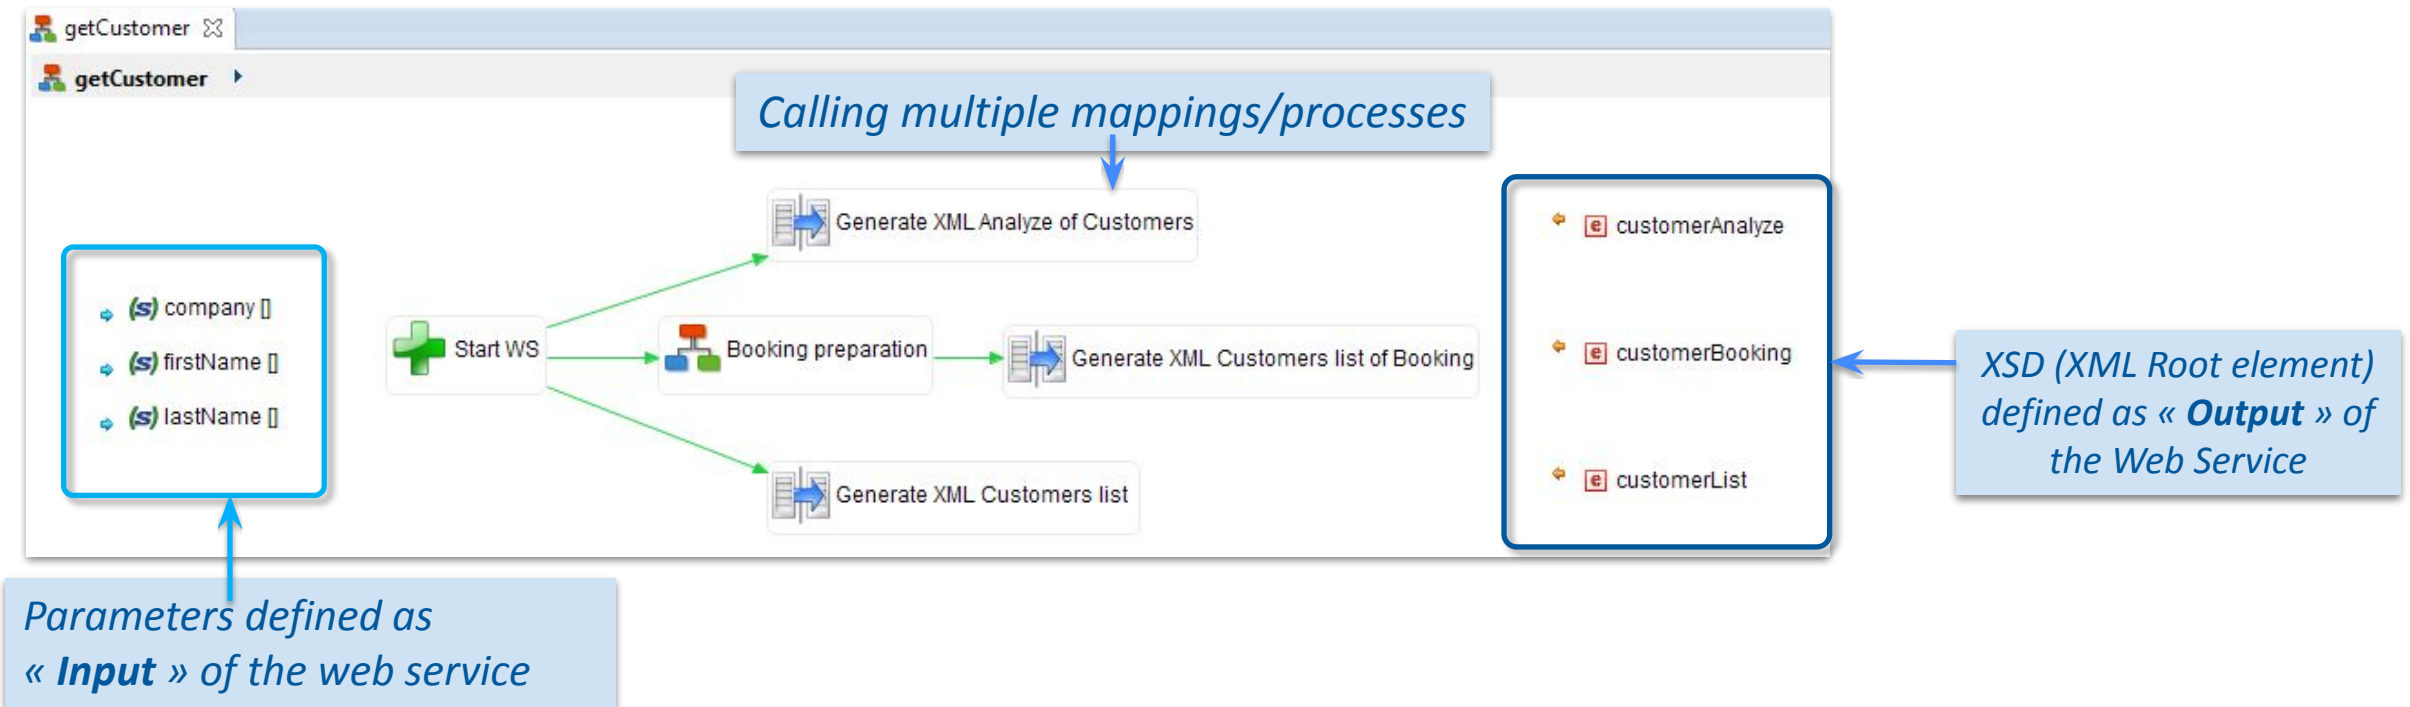 getCustomer
getCustomer
Calling multiple mappings/processes
Generate XML Analyze of Customers
customerAnalyze
(s) company []
(s) firstName []
(s) lastName []
Start WS
Booking preparation
Generate XML Customers list of Booking
e customerBooking
XSD (XML Root element)
defined as « Output » of
the Web Service
Generate XML Customers list
e customerList
Parameters defined as
« Input » of the web service